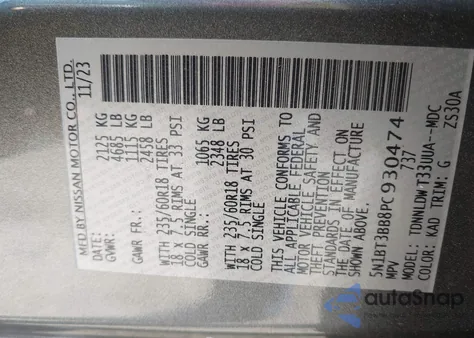 MFD BY NISSAN MOTOR CO., LTD.
DATE: 11/23
GVWR: 2125 KG
4685 LB
GAWR FR.: 1115 KG
2458 LB
WITH 235/60R18 TIRES
18 x 7.5 RIMS AT 33 PSI
COLD SINGLE
GAWR RR.: 1065 KG
2348 LB
WITH 235/60R18 TIRES
18 x 7.5 RIMS AT 30 PSI
COLD SINGLE
THIS VEHICLE CONFORMS TO
ALL APPLICABLE FEDERAL
MOTOR VEHICLE SAFETY AND
THEFT PREVENTION
STANDARDS IN EFFECT ON
THE DATE OF MANUFACTURE
SHOWN ABOVE.
5N1BT3BB8PC930474
MPV 737
MODEL: TDNNLDW T33UUA--MDC
COLOR: KAD TRIM: G ZS30A
autoSnap